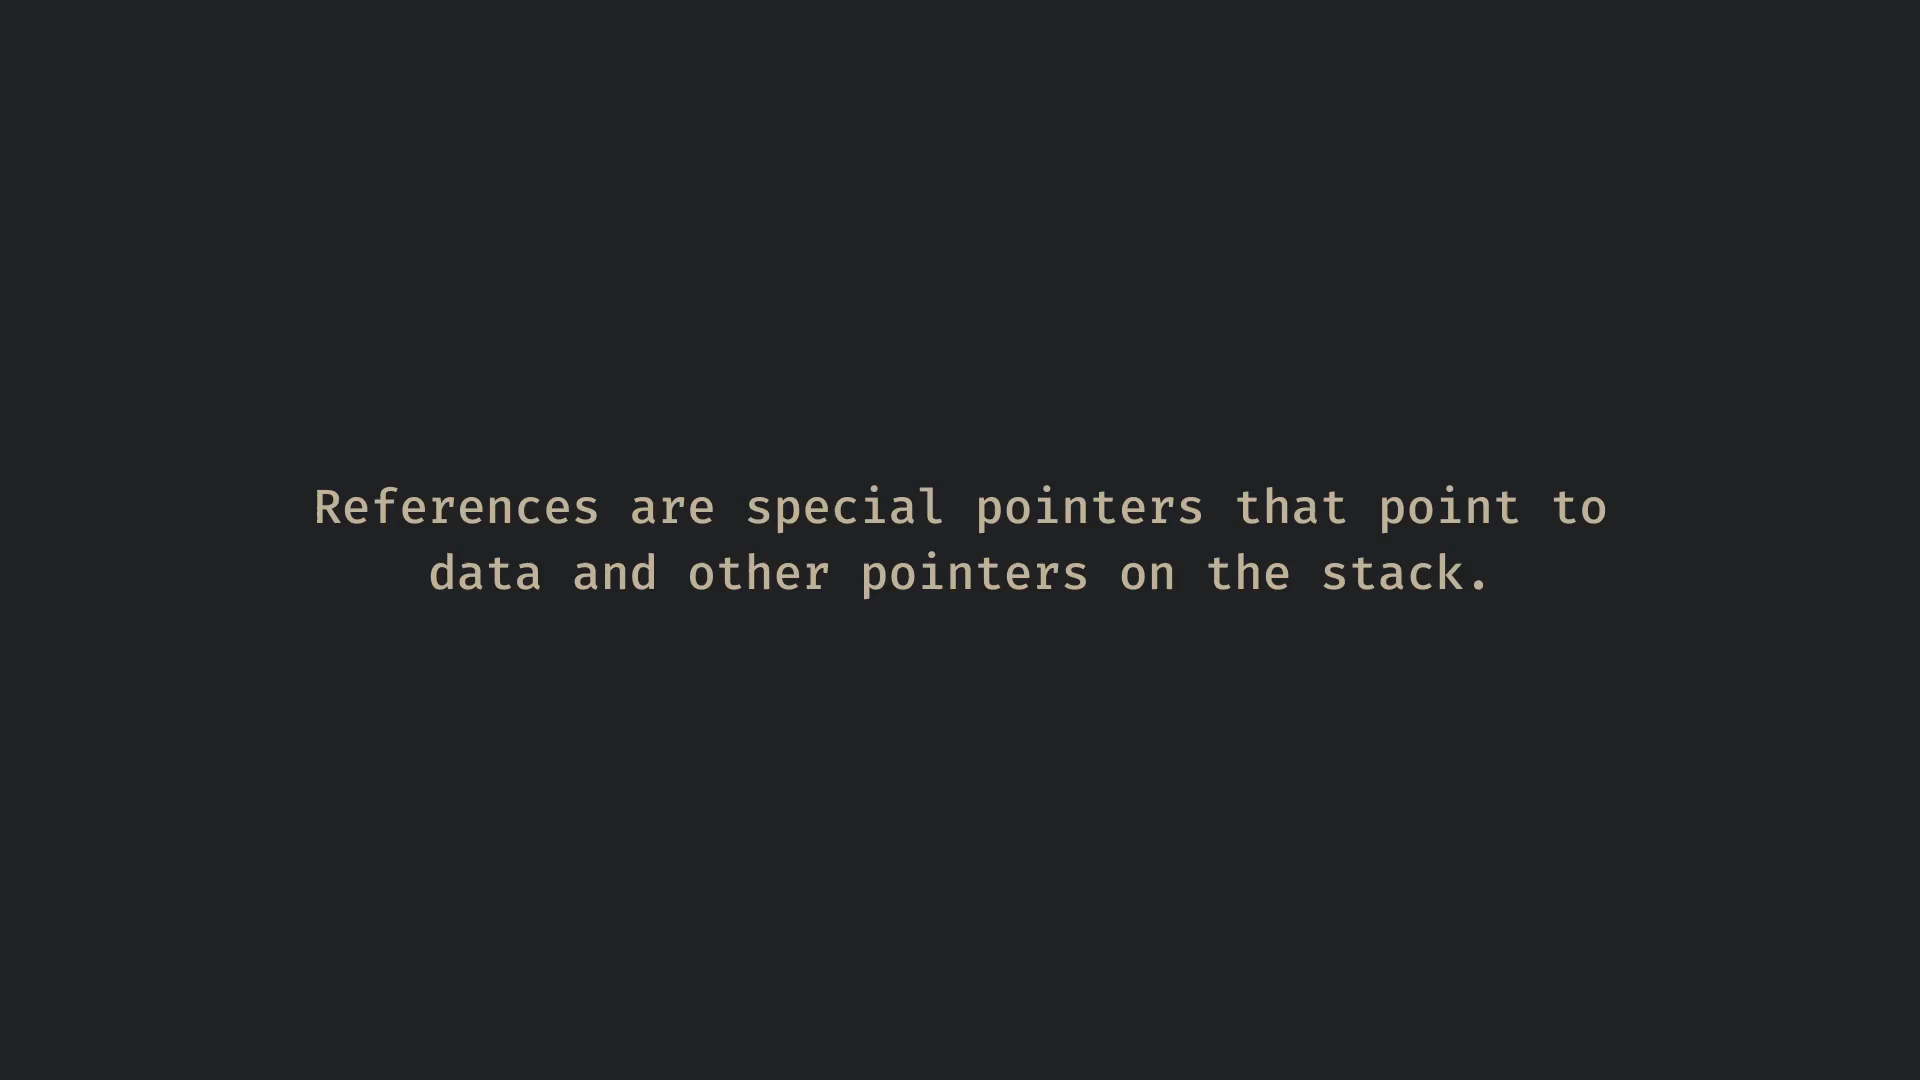 References are special pointers that point to
data and other pointers on the stack.